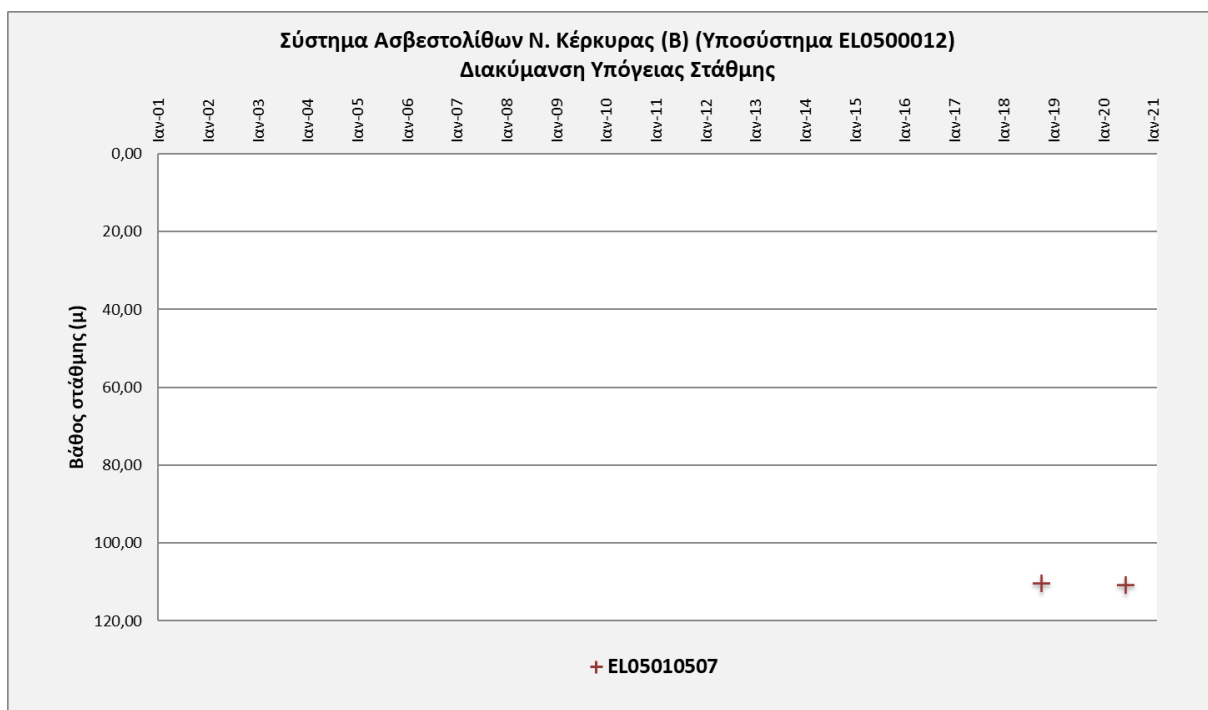 Σύστημα Ασβεστολίθων Ν. Κέρκυρας (Β) (Υποσύστημα EL0500012)
Διακύμανση Υπόγειας Στάθμης
Ιαν-01
Ιαν-02
Ιαν-03
Ιαν-04
Ιαν-05
Ιαν-06
Ιαν-07
Ιαν-08
Ιαν-09
Ιαν-10
Ιαν-11
Ιαν-12
Ιαν-13
Ιαν-14
Ιαν-15
Ιαν-16
Ιαν-17
Ιαν-18
Ιαν-19
Ιαν-20
Ιαν-21
0,00
20,00
40,00
60,00
80,00
100,00
120,00
Βάθος στάθμης (μ)
EL05010507